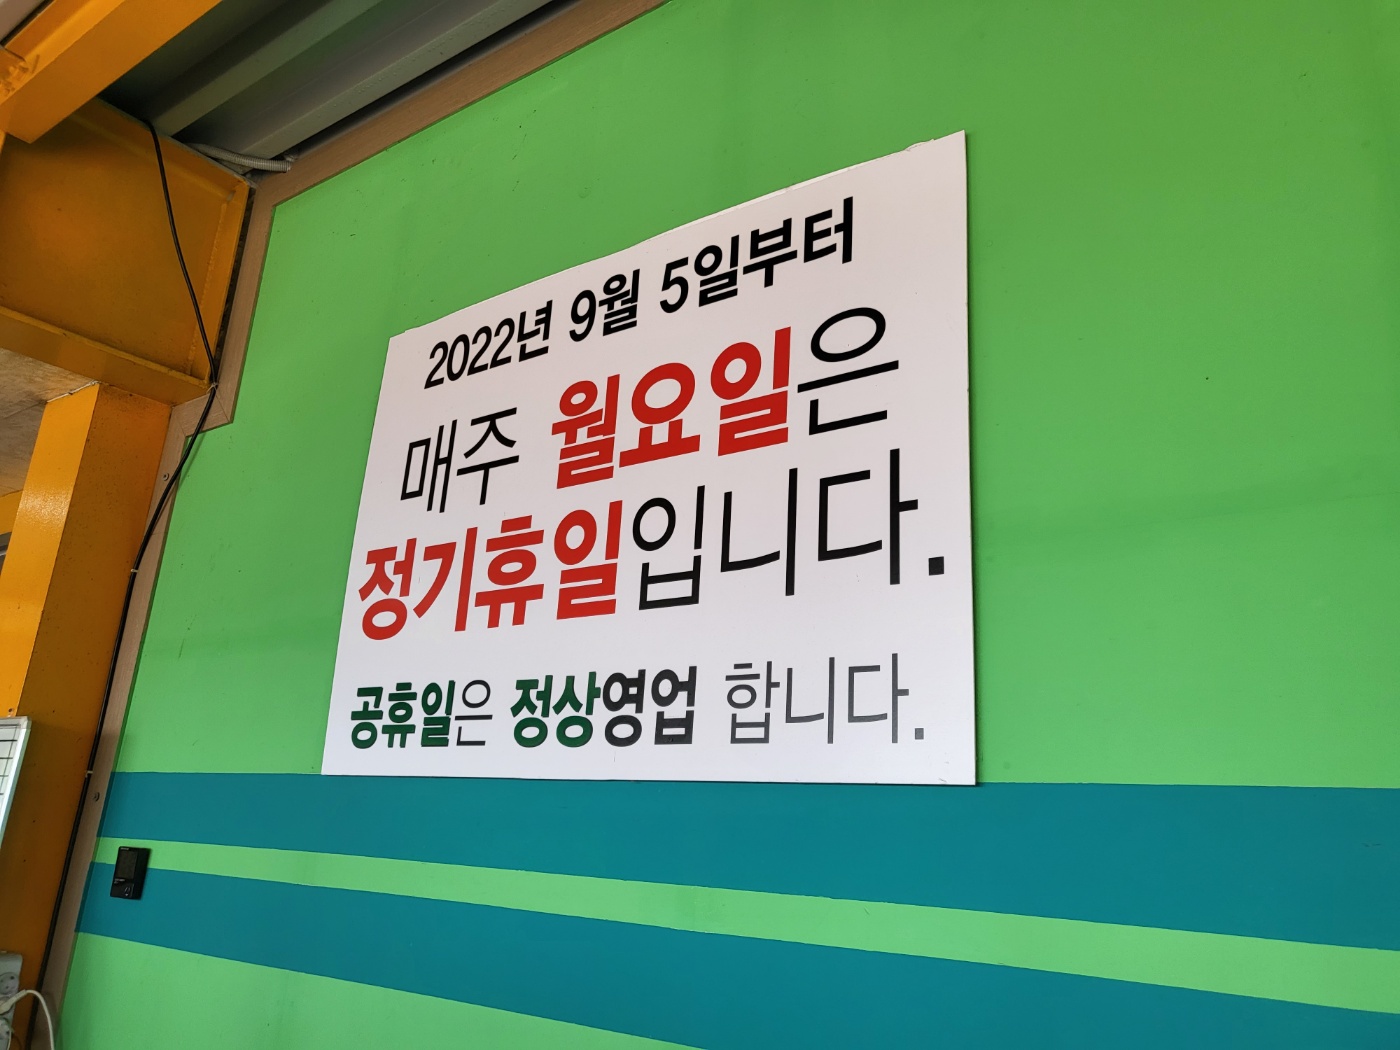 2022년 9월 5일부터
매주 월요일은
정기휴일입니다.
공휴일은 정상영업 합니다.